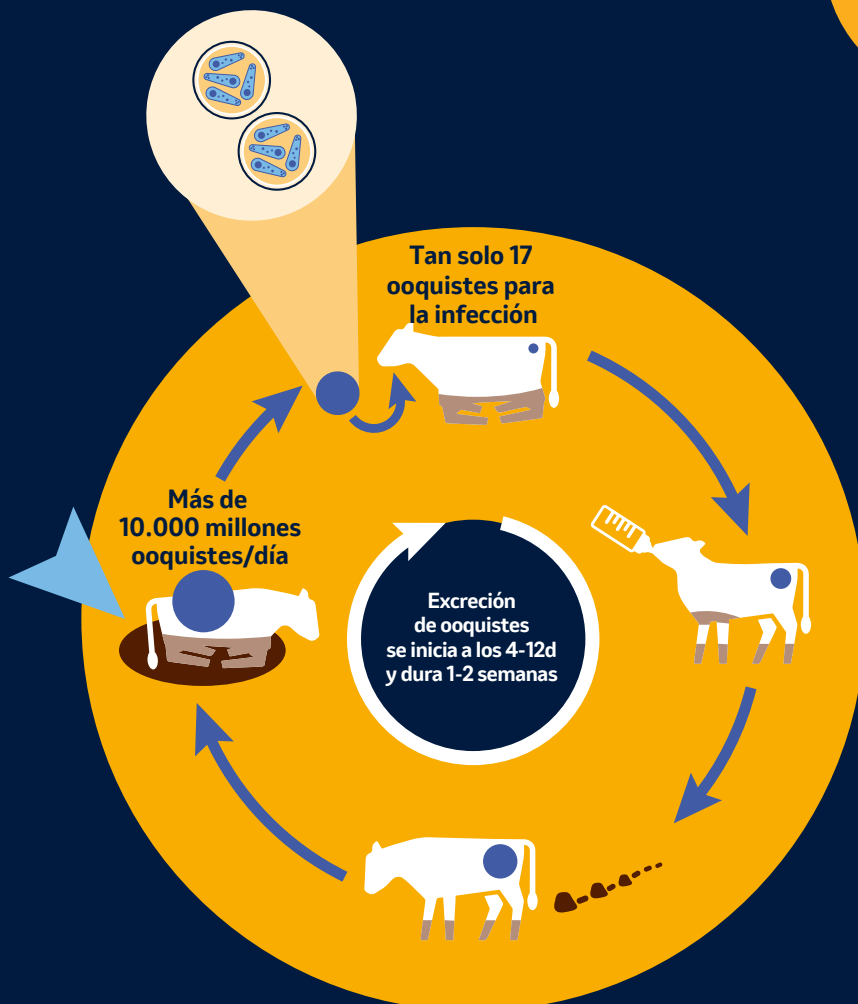 Tan solo 17
ooquistes para
la infección
Más de
10.000 millones
ooquistes/día
Excreción
de ooquistes
se inicia a los 4-12d
y dura 1-2 semanas